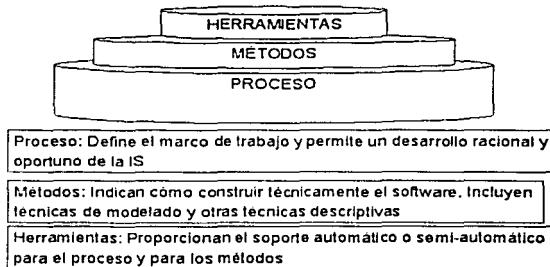 HERRAMIENTAS
MÉTODOS
PROCESO
Proceso: Define el marco de trabajo y permite un desarrollo racional y
oportuno de la IS
Métodos: Indican cómo construir técnicamente el software. Incluyen
técnicas de modelado y otras técnicas descriptivas
Herramientas: Proporcionan el soporte automático o semi-automático
para el proceso y para los métodos